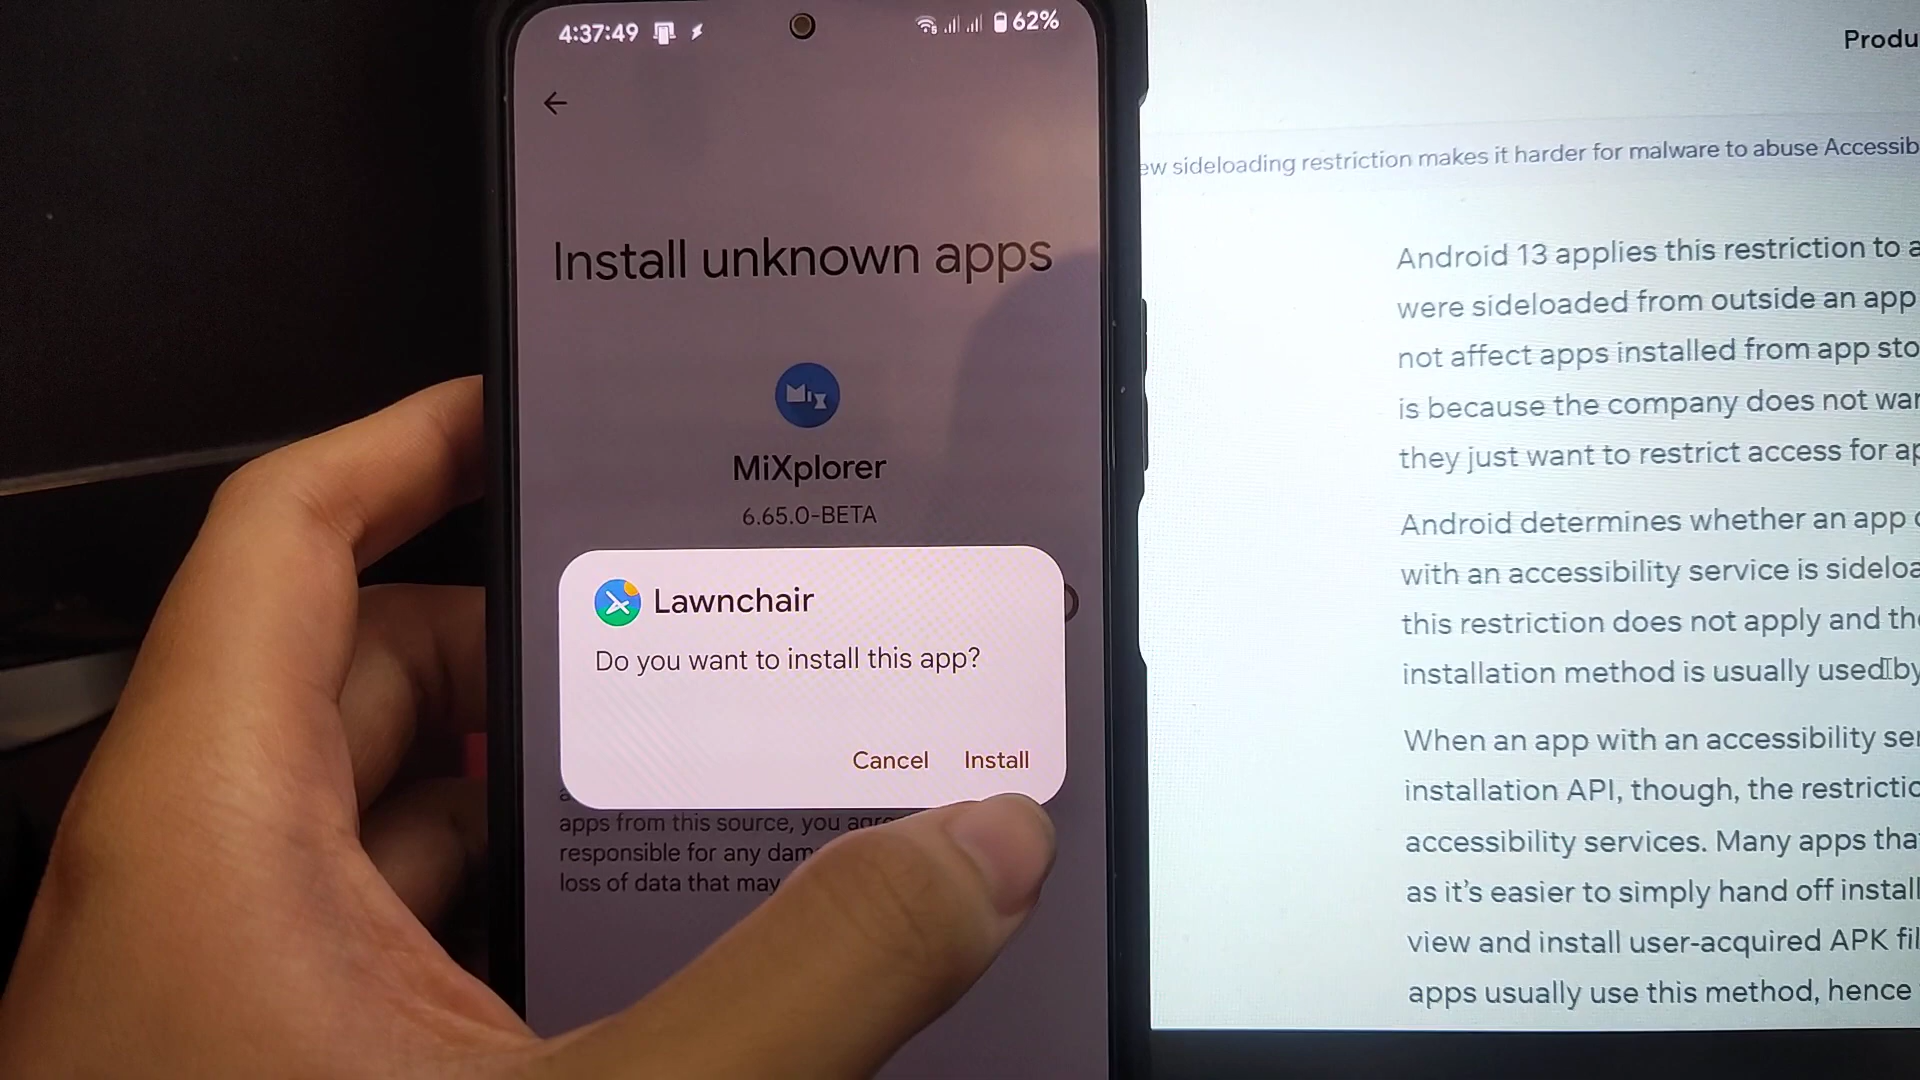 4:37:49
62%
Install unknown apps
MiXplorer
6.65.0-BETA
Lawnchair
Do you want to install this app?
Cancel Install
apps from this source, you
responsible for any
loss of data that may
sideloading restriction makes it harder for malware to abuse
Android 13 applies this restriction to
were sideloaded from outside an app
not affect apps installed from app
is because the company does not
they just want to restrict access for
Android determines whether an app
with an accessibility service is
this restriction does not apply and
installation method is usually used by
When an app with an accessibility
installation API, though, the
accessibility services. Many apps
as it’s easier to simply hand off
view and install user-acquired APK
apps usually use this method, hence